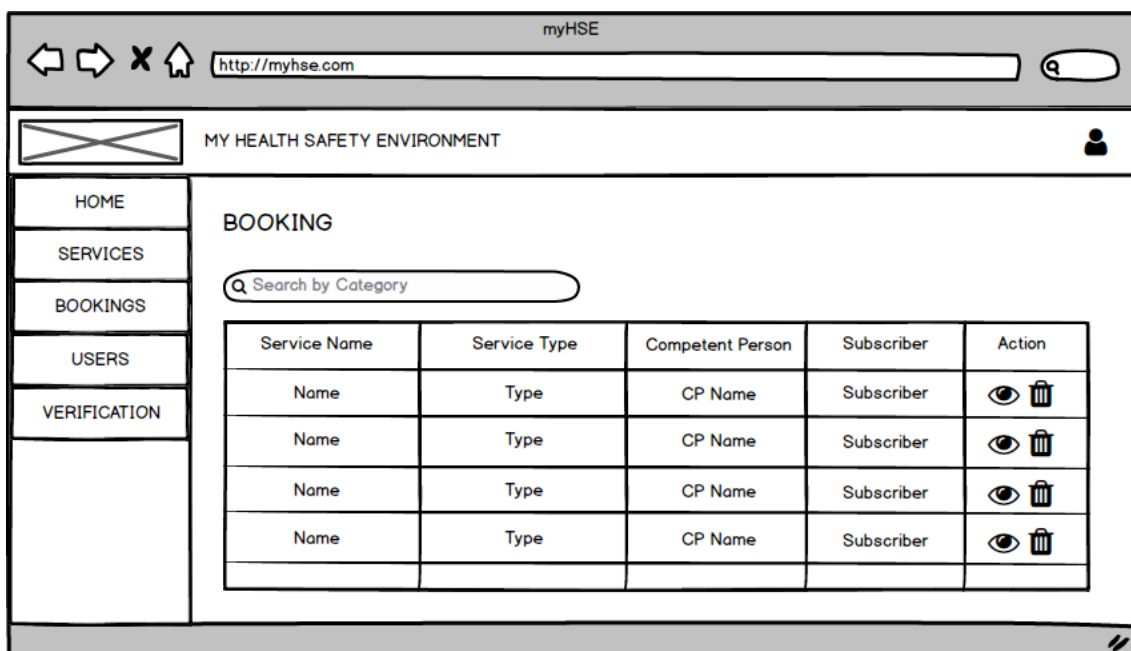 myHSE
http://myhse.com
MY HEALTH SAFETY ENVIRONMENT
HOME
SERVICES
BOOKINGS
USERS
VERIFICATION
BOOKING
Search by Category
Service Name Service Type Competent Person Subscriber Action
Name Type CP Name Subscriber
Name Type CP Name Subscriber
Name Type CP Name Subscriber
Name Type CP Name Subscriber